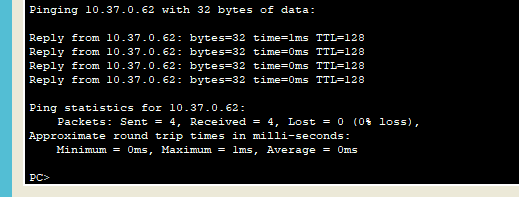 Pinging 10.37.0.62 with 32 bytes of data:
Reply from 10.37.0.62: bytes=32 time=1ms TTL=128
Reply from 10.37.0.62: bytes=32 time=0ms TTL=128
Reply from 10.37.0.62: bytes=32 time=0ms TTL=128
Reply from 10.37.0.62: bytes=32 time=0ms TTL=128
Ping statistics for 10.37.0.62:
Packets: Sent = 4, Received = 4, Lost = 0 (0% loss),
Approximate round trip times in milli-seconds:
Minimum = 0ms, Maximum = 1ms, Average = 0ms
PC>